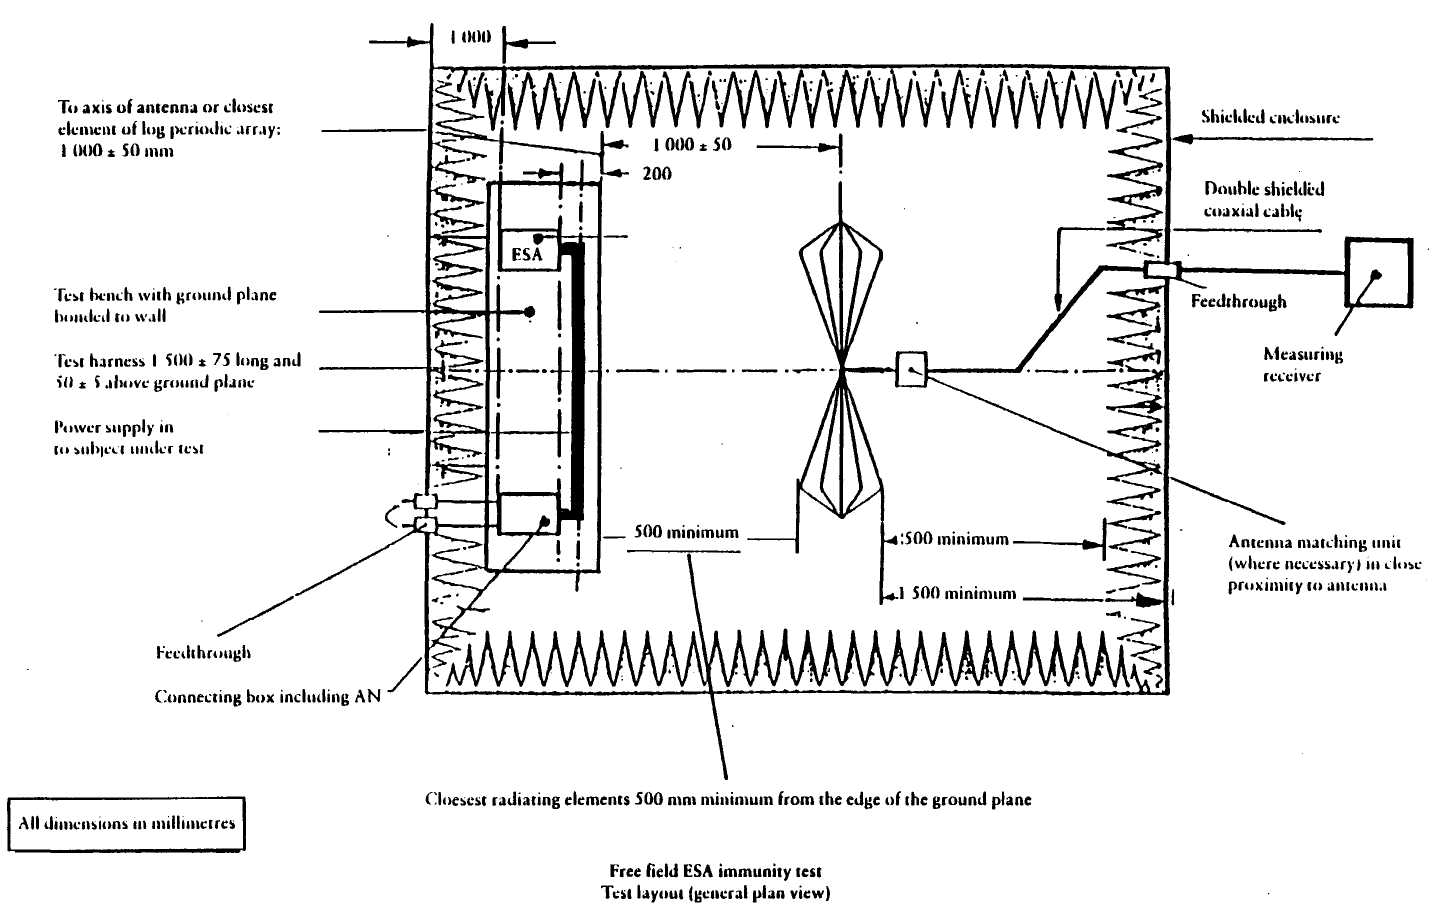 1 000
To axis of antenna or closest
element of log periodic array:
1 000 ± 50 mm
1 000 ± 50
200
Shielded enclosure
Double shielded
coaxial cable
ESA
Feedthrough
Test bench with ground plane
bonded to wall
Test harness 1 500 ± 75 long and
50 ± 5 above ground plane
Measuring
receiver
Power supply in
to subject under test
500 minimum
500 minimum
1 500 minimum
Antenna matching unit
(where necessary) in close
proximity to antenna
Feedthrough
Connecting box including AN
Cloesest radiating elements 500 mm minimum from the edge of the ground plane
All dimensions in millimetres
Free field ESA immunity test
Test layout (general plan view)